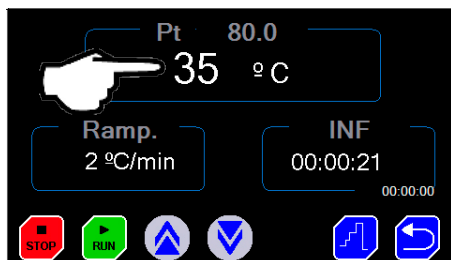 Pt 80.0
35 ºC
Ramp. INF
2 ºC/min 00:00:21
00:00:00
STOP RUN